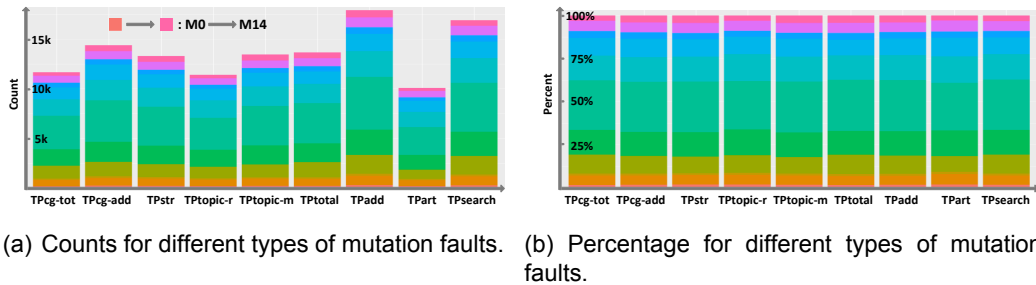 : M0 → M14
Count
15k
10k
5k
TPcg-tot TPcg-add TPstr TPtopic-r TPtopic-m TPtotal TPadd TPart TPsearch
(a) Counts for different types of mutation faults.
Percent
100%
75%
50%
25%
TPcg-tot TPcg-add TPstr TPtopic-r TPtopic-m TPtotal TPadd TPart TPsearch
(b) Percentage for different types of mutation
faults.